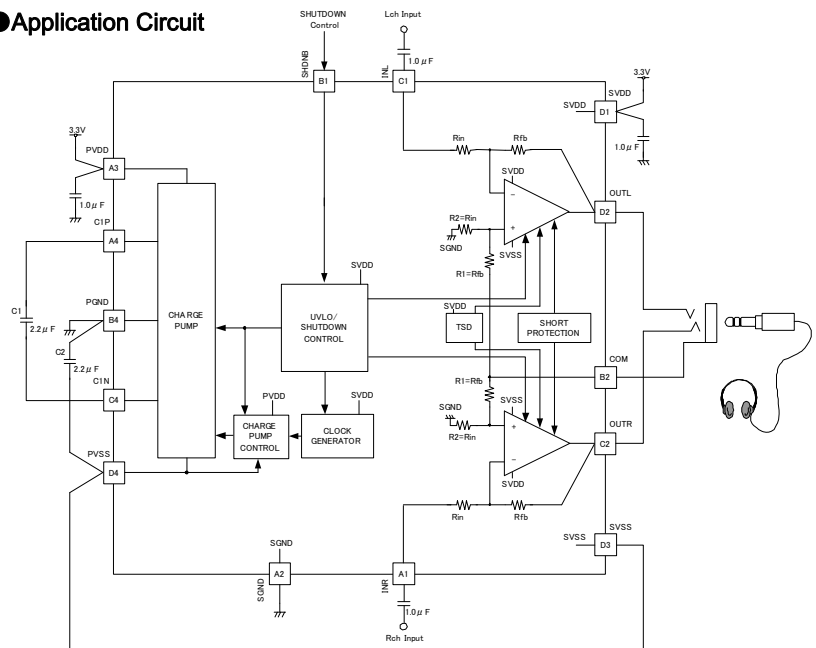 ●Application Circuit
SHUTDOWN
Control
Lch Input
1.0μF
SHDNB
B1
INL
C1
3.3V
SVDD
SVDD
D1
1.0μF
3.3V
PVDD
A3
1.0μF
C1P
A4
PGND
B4
C1
2.2μF
C2
2.2μF
C1N
C4
PVSS
D4
CHARGE
PUMP
UVLO/
SHUTDOWN
CONTROL
SVDD
PVDD
CHARGE
PUMP
CONTROL
SVDD
CLOCK
GENERATOR
Rin
Rfb
SVDD
-
+
SVSS
R2=Rin
SGND
R1=Rfb
OUTL
D2
SVDD
TSD
SHORT
PROTECTION
COM
B2
R1=Rfb
SGND
R2=Rin
SVSS
+
-
SVDD
OUTR
C2
Rin
Rfb
SVSS
SVSS
D3
SGND
SGND
A2
INR
A1
1.0μF
Rch Input